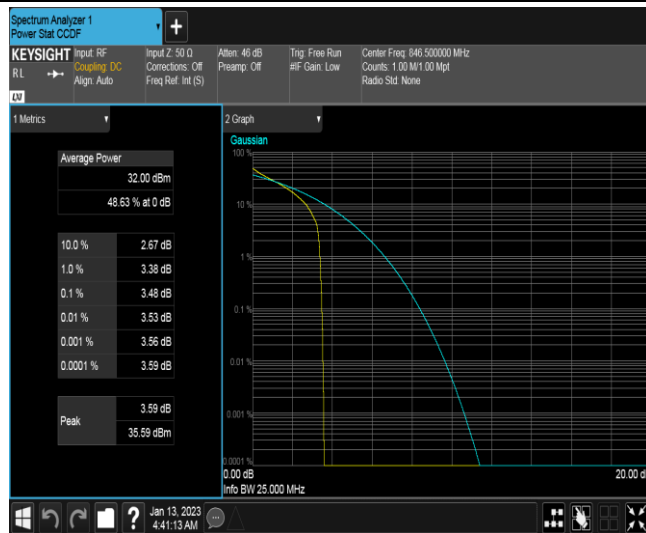 Spectrum Analyzer 1
Power Stat CCDF
+
KEYSIGHT
RL
Input: RF
Coupling: DC
Align: Auto
Input Z: 50 Ω
Corrections: Off
Freq Ref: Int (S)
Atten: 46 dB
Preamp: Off
Trig: Free Run
#IF Gain: Low
Center Freq: 846.500000 MHz
Counts: 1.00 M/1.00 Mpt
Radio Std: None
LXI
1 Metrics
Average Power
32.00 dBm
48.63 % at 0 dB
10.0 % 2.67 dB
1.0 % 3.38 dB
0.1 % 3.48 dB
0.01 % 3.53 dB
0.001 % 3.56 dB
0.0001 % 3.59 dB
Peak
3.59 dB
35.59 dBm
2 Graph
Gaussian
100 %
10 %
1 %
0.1 %
0.01 %
0.001 %
0.0001 %
0.00 dB
20.00 d
Info BW 25.000 MHz
?
Jan 13, 2023
4:41:13 AM